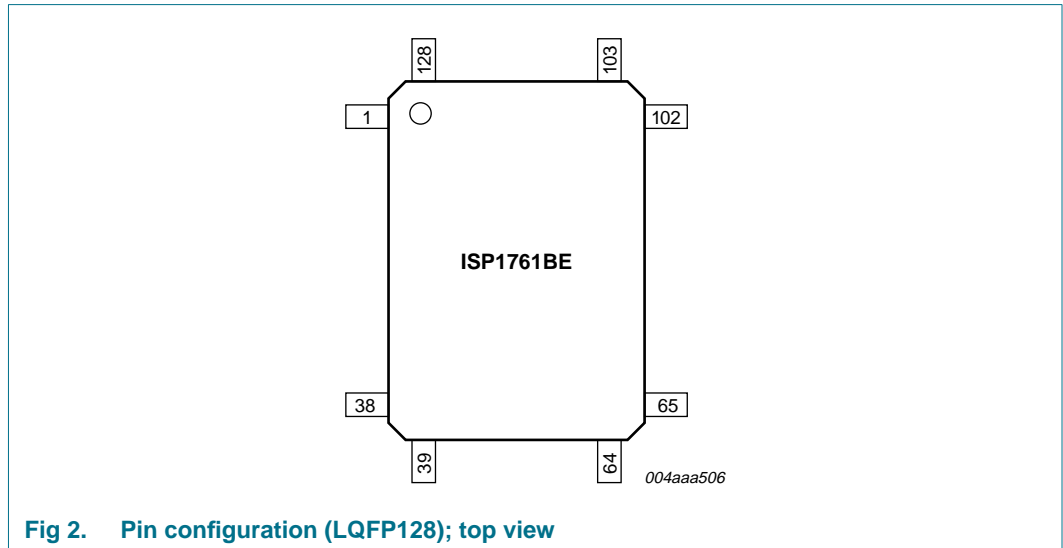 128
103
1
102
ISP1761BE
38
65
39
64
004aaa506
Fig 2. Pin configuration (LQFP128); top view